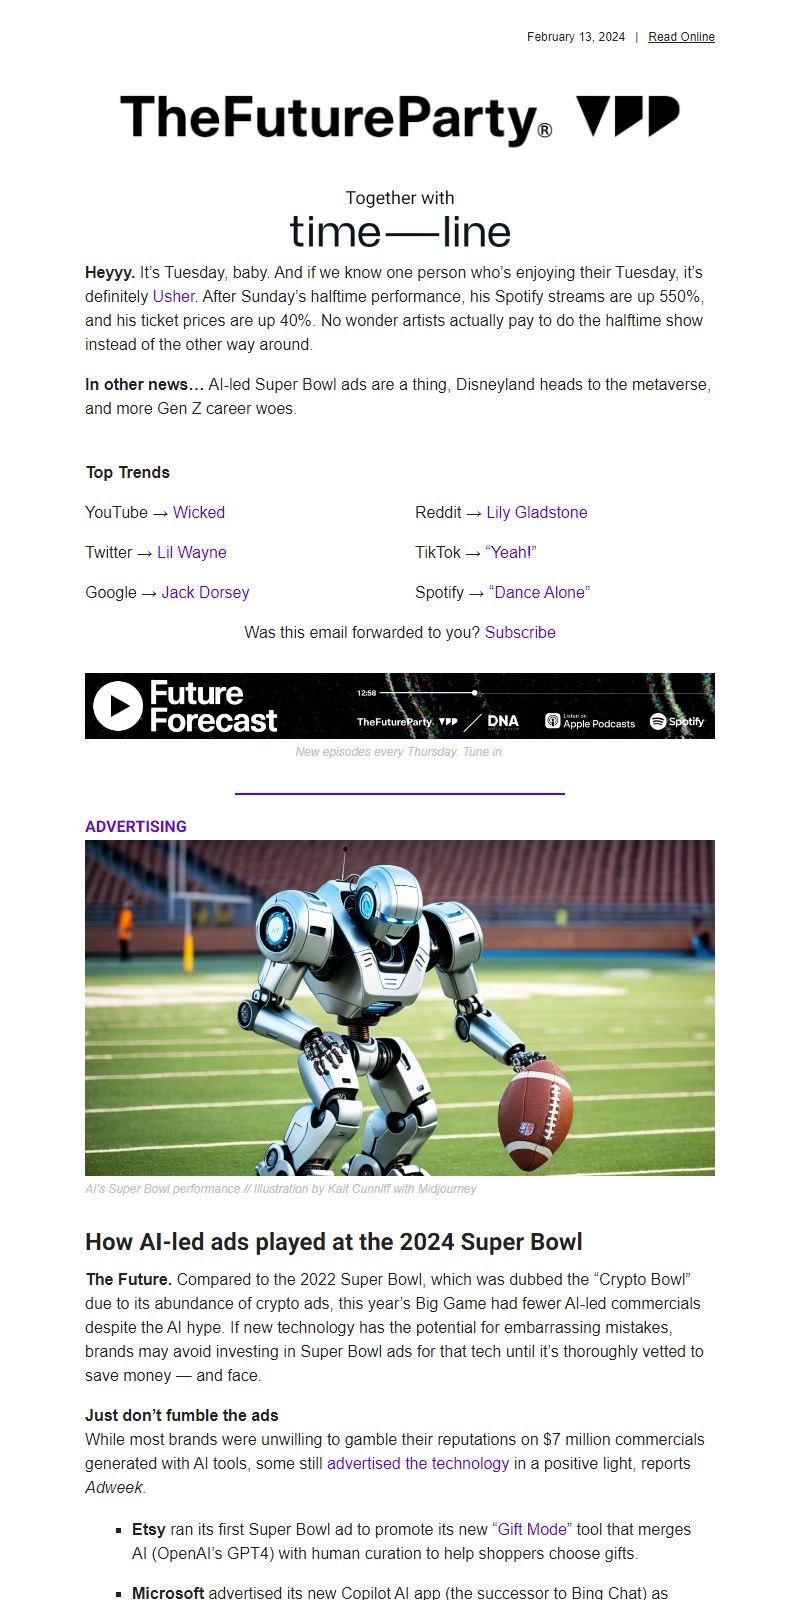 February 13, 2024 | Read Online
TheFutureParty®
Together with
time—line
Heyyy. It’s Tuesday, baby. And if we know one person who’s enjoying their Tuesday, it’s
definitely Usher. After Sunday’s halftime performance, his Spotify streams are up 550%,
and his ticket prices are up 40%. No wonder artists actually pay to do the halftime show
instead of the other way around.
In other news… AI-led Super Bowl ads are a thing, Disneyland heads to the metaverse,
and more Gen Z career woes.
Top Trends
YouTube → Wicked
Reddit → Lily Gladstone
Twitter → Lil Wayne
TikTok → “Yeah!”
Google → Jack Dorsey
Spotify → “Dance Alone”
Was this email forwarded to you? Subscribe
Future
Forecast
12:58
TheFutureParty
DNA
Listen on
Apple Podcasts
Spotify
New episodes every Thursday. Tune in.
ADVERTISING
AI’s Super Bowl performance // Illustration by Kait Cunniff with Midjourney
How AI-led ads played at the 2024 Super Bowl
The Future. Compared to the 2022 Super Bowl, which was dubbed the “Crypto Bowl”
due to its abundance of crypto ads, this year’s Big Game had fewer AI-led commercials
despite the AI hype. If new technology has the potential for embarrassing mistakes,
brands may avoid investing in Super Bowl ads for that tech until it’s thoroughly vetted to
save money — and face.
Just don’t fumble the ads
While most brands were unwilling to gamble their reputations on $7 million commercials
generated with AI tools, some still advertised the technology in a positive light, reports
Adweek.
▪ Etsy ran its first Super Bowl ad to promote its new “Gift Mode” tool that merges
AI (OpenAI’s GPT4) with human curation to help shoppers choose gifts.
▪ Microsoft advertised its new Copilot AI app (the successor to Bing Chat) as